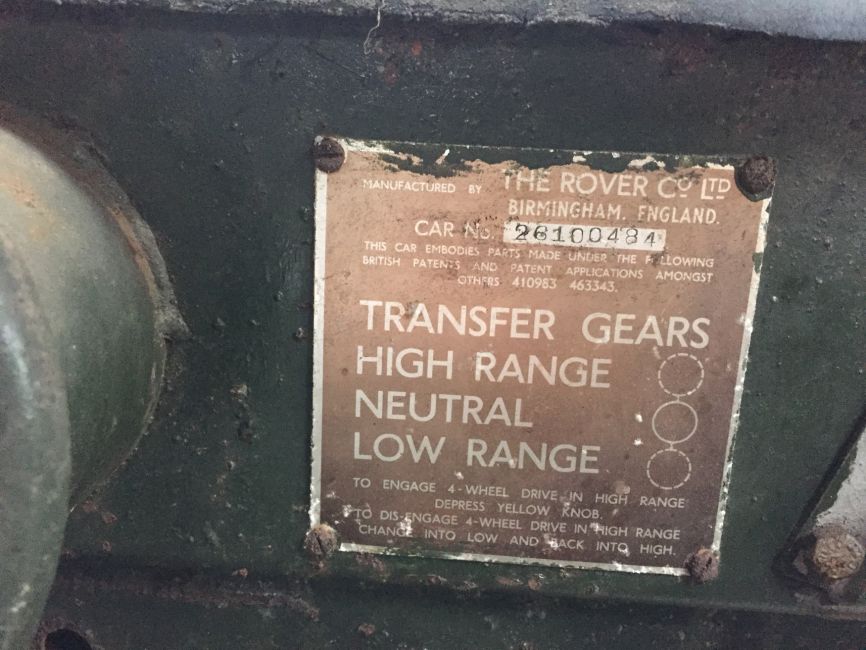 MANUFACTURED BY THE ROVER Cº LTD
BIRMINGHAM. ENGLAND.
CAR No. 26100484
THIS CAR EMBODIES PARTS MADE UNDER THE FOLLOWING
BRITISH PATENTS AND PATENT APPLICATIONS AMONGST
OTHERS 410983 463343.
TRANSFER GEARS
HIGH RANGE
NEUTRAL
LOW RANGE
TO ENGAGE 4-WHEEL DRIVE IN HIGH RANGE
DEPRESS YELLOW KNOB.
TO DIS-ENGAGE 4-WHEEL DRIVE IN HIGH RANGE
CHANGE INTO LOW AND BACK INTO HIGH.